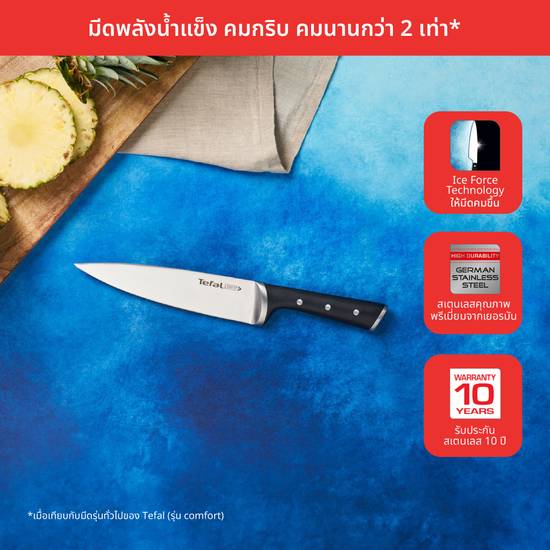 มีดพลังน้ำแข็ง คมกริบ คมนานกว่า 2 เท่า*
Ice Force
Technology
ให้มีดคมขึ้น
Tefal
HIGH DURABILITY
GERMAN
STAINLESS
STEEL
สเตนเลสคุณภาพ
พรีเมี่ยมจากเยอรมัน
WARRANTY
10
YEARS
รับประกัน
สเตนเลส 10 ปี
*เมื่อเทียบกับมีดรุ่นทั่วไปของ Tefal (รุ่น comfort)